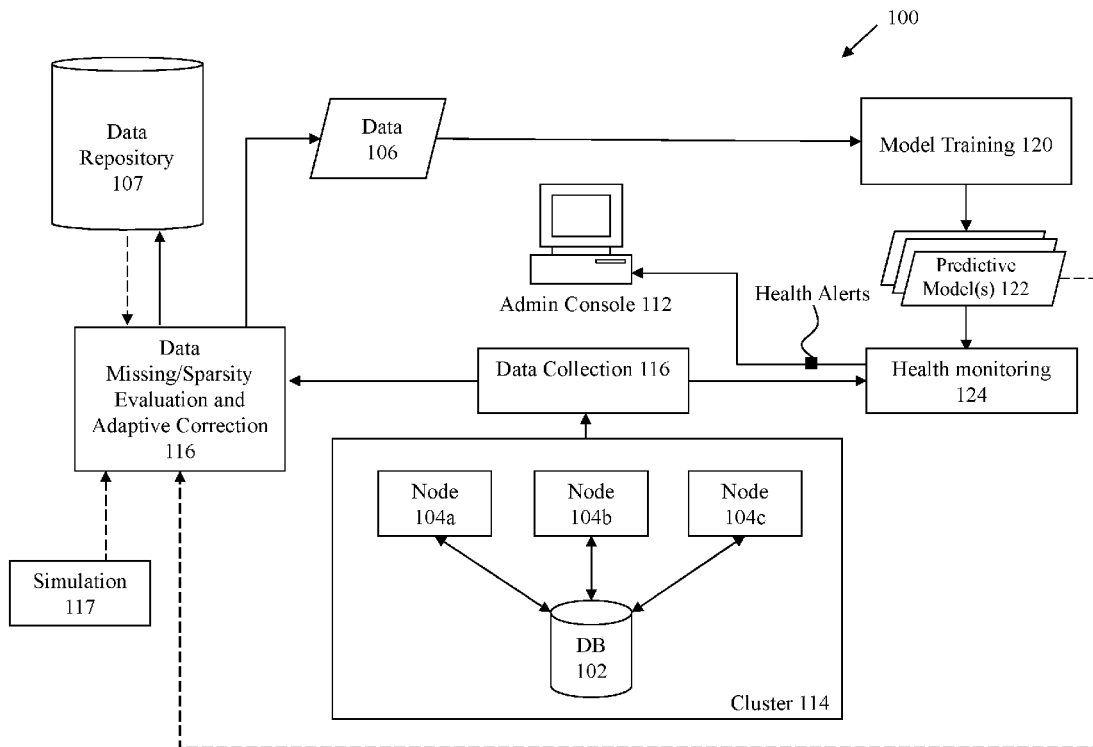 100
Data
Repository
107
Data
106
Model Training 120
Predictive
Model(s) 122
Admin Console 112
Health Alerts
Data
Missing/Sparsity
Evaluation and
Adaptive Correction
116
Data Collection 116
Health monitoring
124
Node
104a
Node
104b
Node
104c
Simulation
117
DB
102
Cluster 114